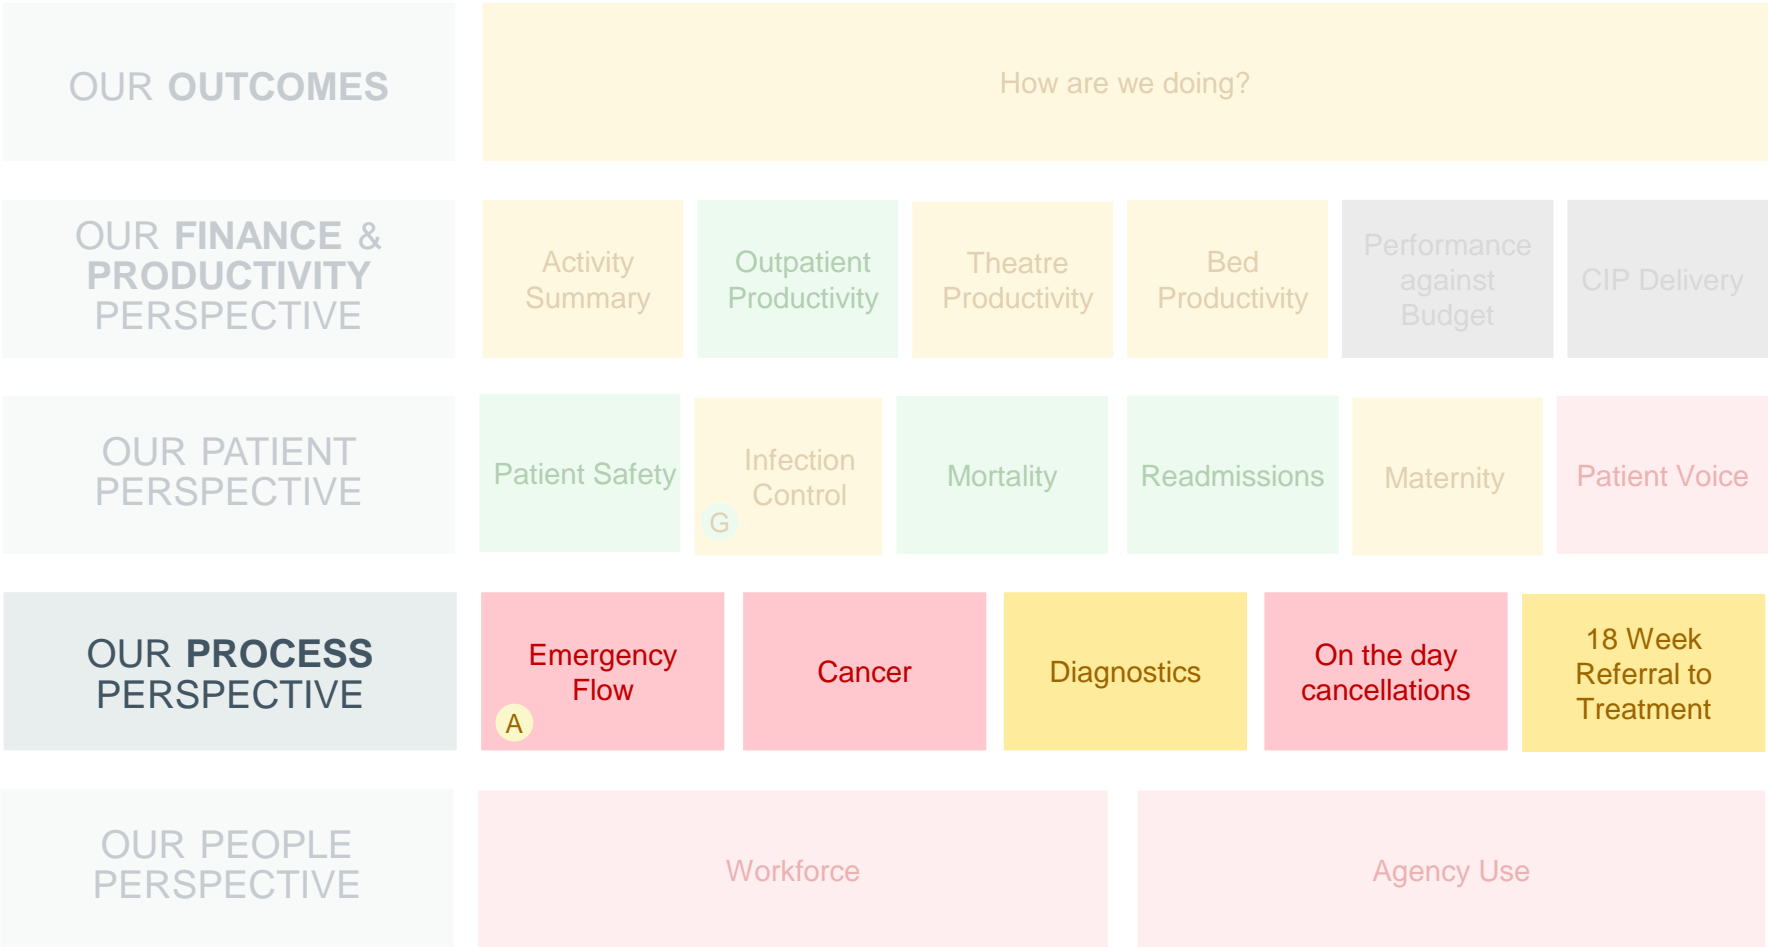 OUR OUTCOMES
How are we doing?
OUR FINANCE &
PRODUCTIVITY
PERSPECTIVE
Activity
Summary
Outpatient
Productivity
Theatre
Productivity
Bed
Productivity
Performance
against
Budget
CIP Delivery
OUR PATIENT
PERSPECTIVE
Patient Safety
Infection
Control
G
Mortality
Readmissions
Maternity
Patient Voice
OUR PROCESS
PERSPECTIVE
Emergency
Flow
A
Cancer
Diagnostics
On the day
cancellations
18 Week
Referral to
Treatment
OUR PEOPLE
PERSPECTIVE
Workforce
Agency Use